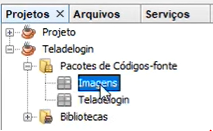 Projetos × Arquivos Serviços
Projeto
Teladelogin
Pacotes de Códigos-fonte
Imagens
Teladelogin
Bibliotecas